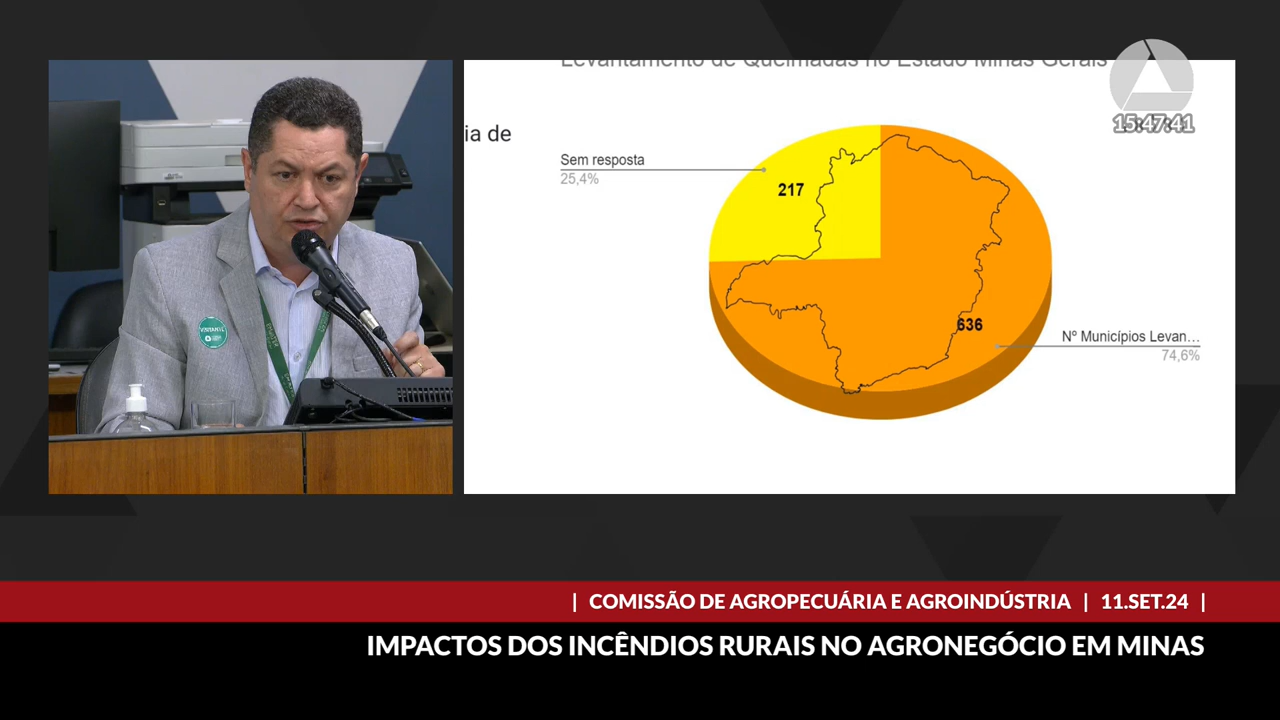 Levantamento de Queimadas no Estado Minas Gerais
15:47:41
ia de
Sem resposta
25,4%
217
636
Nº Municípios Levan...
74,6%
VISITANTE
| COMISSÃO DE AGROPECUÁRIA E AGROINDÚSTRIA | 11.SET.24 |
IMPACTOS DOS INCÊNDIOS RURAIS NO AGRONEGÓCIO EM MINAS